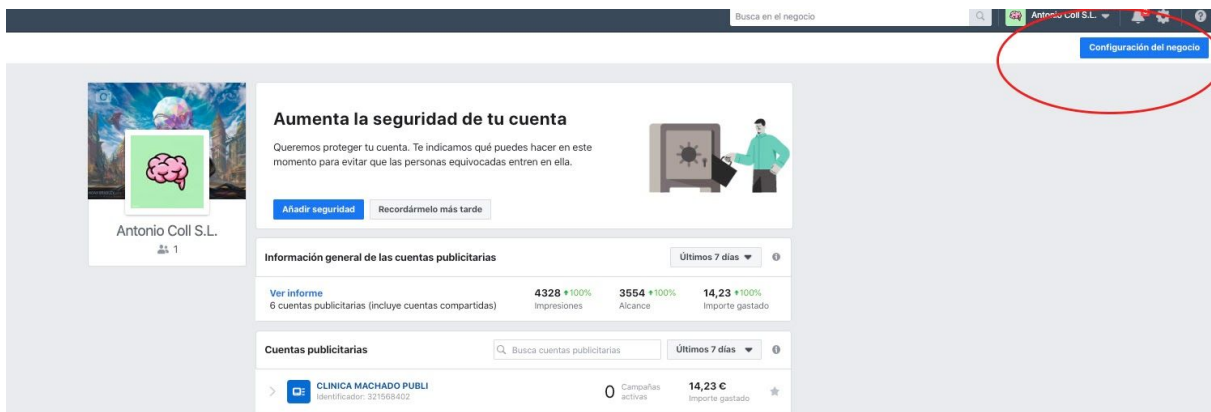 Busca en el negocio
Antonio Coll S.L.
Configuración del negocio
Aumenta la seguridad de tu cuenta
Queremos proteger tu cuenta. Te indicamos qué puedes hacer en este
momento para evitar que las personas equivocadas entren en ella.
Añadir seguridad
Recordármelo más tarde
Antonio Coll S.L.
1
Información general de las cuentas publicitarias
Últimos 7 días
Ver informe
6 cuentas publicitarias (incluye cuentas compartidas)
4328 100%
Impresiones
3554 100%
Alcance
14,23 100%
Importe gastado
Cuentas publicitarias
Busca cuentas publicitarias
Últimos 7 días
CLINICA MACHADO PUBLI
Identificador: 321568402
0 Campañas activas
14,23 €
Importe gastado